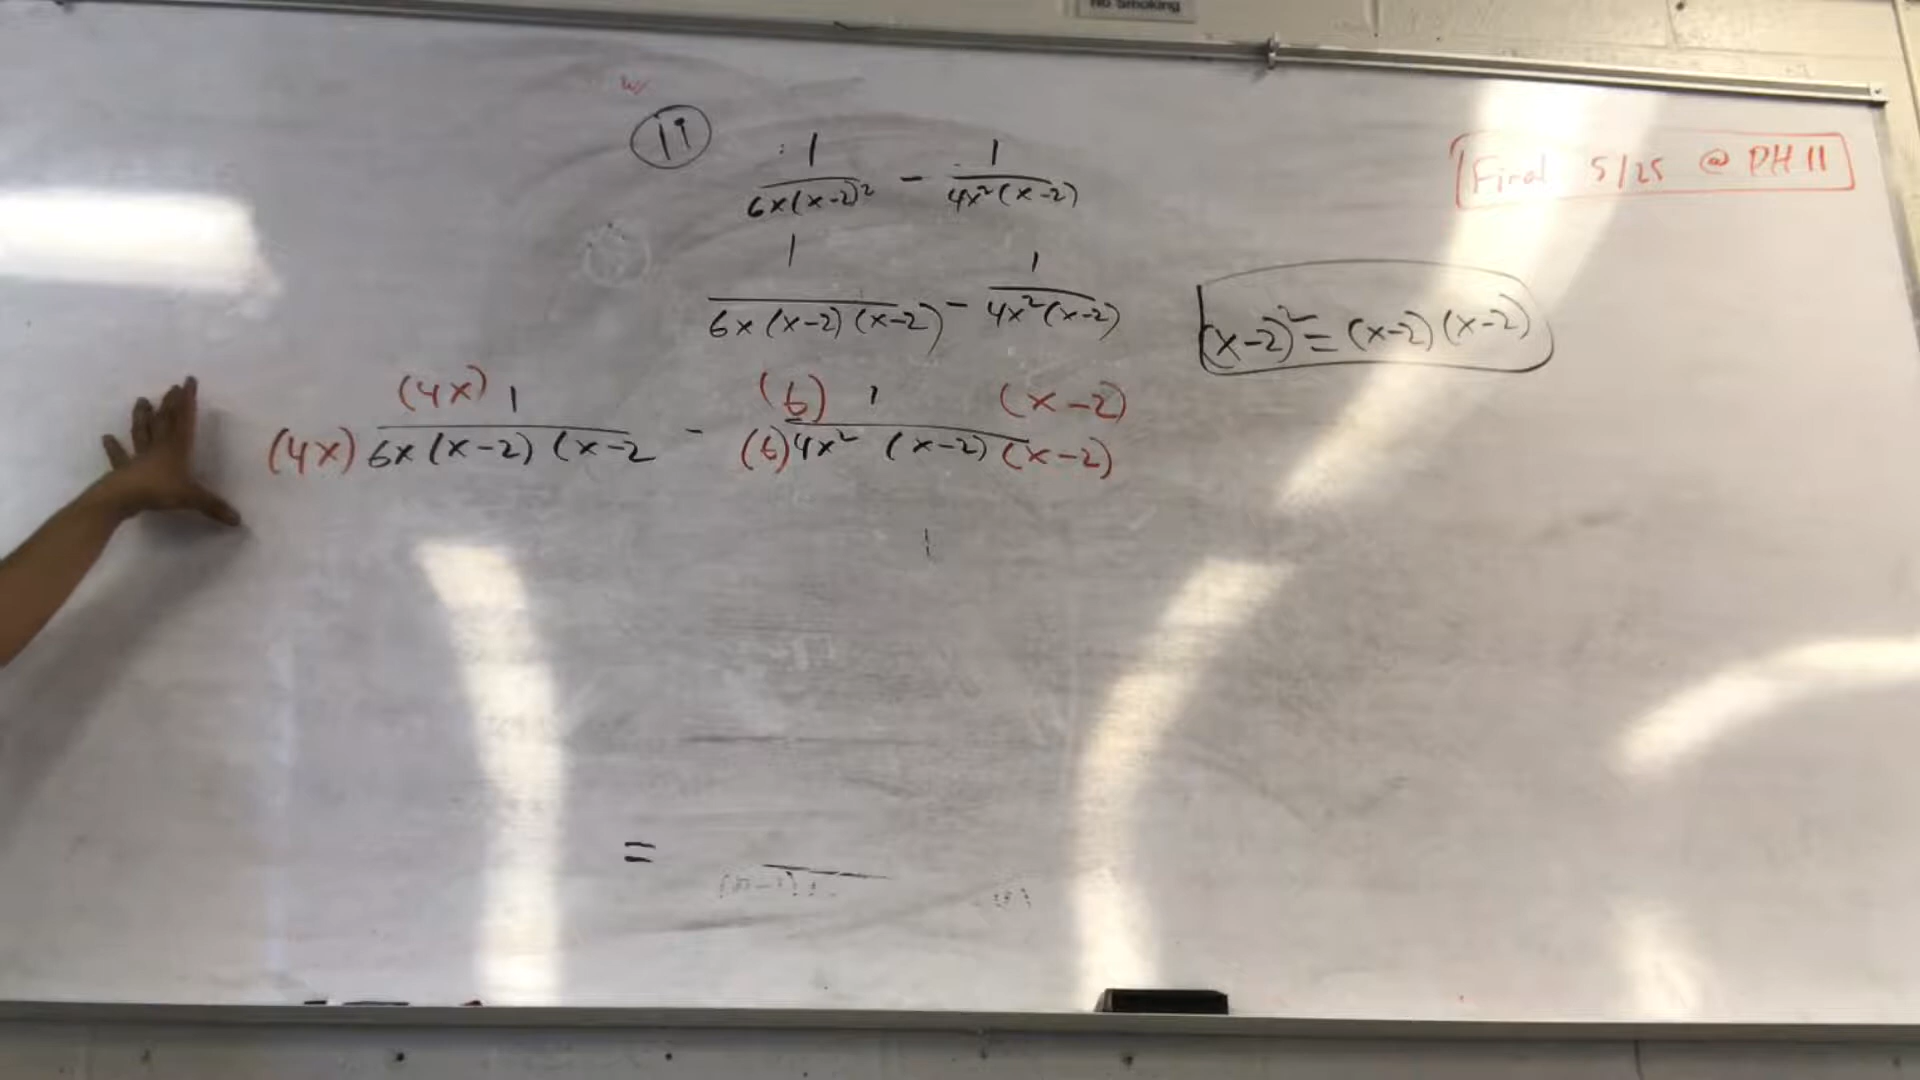 No Smoking
w/
11
1 / 6x(x-2)² - 1 / 4x²(x-2)
Final 5/25 @ PH 11
1 / 6x(x-2)(x-2) - 1 / 4x²(x-2)
(x-2)² = (x-2)(x-2)
(4x) 1 / (4x) 6x(x-2)(x-2 - (6) 1 (x-2) / (6) 4x² (x-2)(x-2)
=